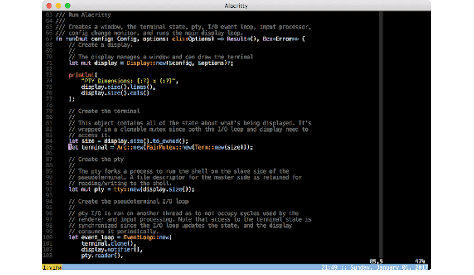 Alacritty
63 /// Run Alacritty
64 ///
65 /// Creates a window, the terminal state, pty, I/O event loop, input processor,
66 /// config change monitor, and runs the main display loop.
67 fn run(mut config: Config, options: cli::Options) -> Result<(), Box<Error>> {
68 // Create a display.
69 //
70 // The display manages a window and can draw the terminal
71 let mut display = Display::new(&config, &options)?;
72
73 println!(
74 "PTY Dimensions: {:?} x {:?}",
75 display.size().lines(),
76 display.size().cols()
77 );
78
79 // Create the terminal
80 //
81 // This object contains all of the state about what's being displayed. It's
82 // wrapped in a clonable mutex since both the I/O loop and display need to
83 // access it.
84 let size = display.size().to_owned();
85 let terminal = Arc::new(FairMutex::new(Term::new(size)));
86
87 // Create the pty
88 //
89 // The pty forks a process to run the shell on the slave side of the
90 // pseudoterminal. A file descriptor for the master side is retained for
91 // reading/writing to the shell.
92 let mut pty = tty::new(display.size());
93
94 // Create the pseudoterminal I/O loop
95 //
96 // pty I/O is ran on another thread as to not occupy cycles used by the
97 // renderer and input processing. Note that access to the terminal state is
98 // synchronized since the I/O loop updates the state, and the display
99 // consumes it periodically.
100 let event_loop = EventLoop::new(
101 terminal.clone(),
102 display.notifier(),
103 pty.reader(),
85,5 47%
21:49 :: Sunday, January 01, 2017